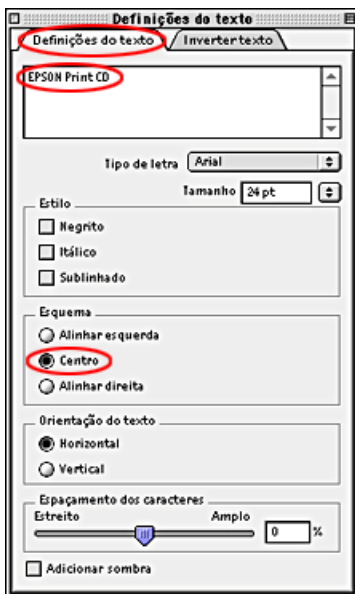 Definições do texto
Definições do texto Inverter texto
EPSON Print CD
Tipo de letra Arial
Tamanho 24 pt
Estilo
Negrito
Itálico
Sublinhado
Esquema
Alinhar esquerda
Centro
Alinhar direita
Orientação do texto
Horizontal
Vertical
Espaçamento dos caracteres
Estreito Amplo
0 %
Adicionar sombra